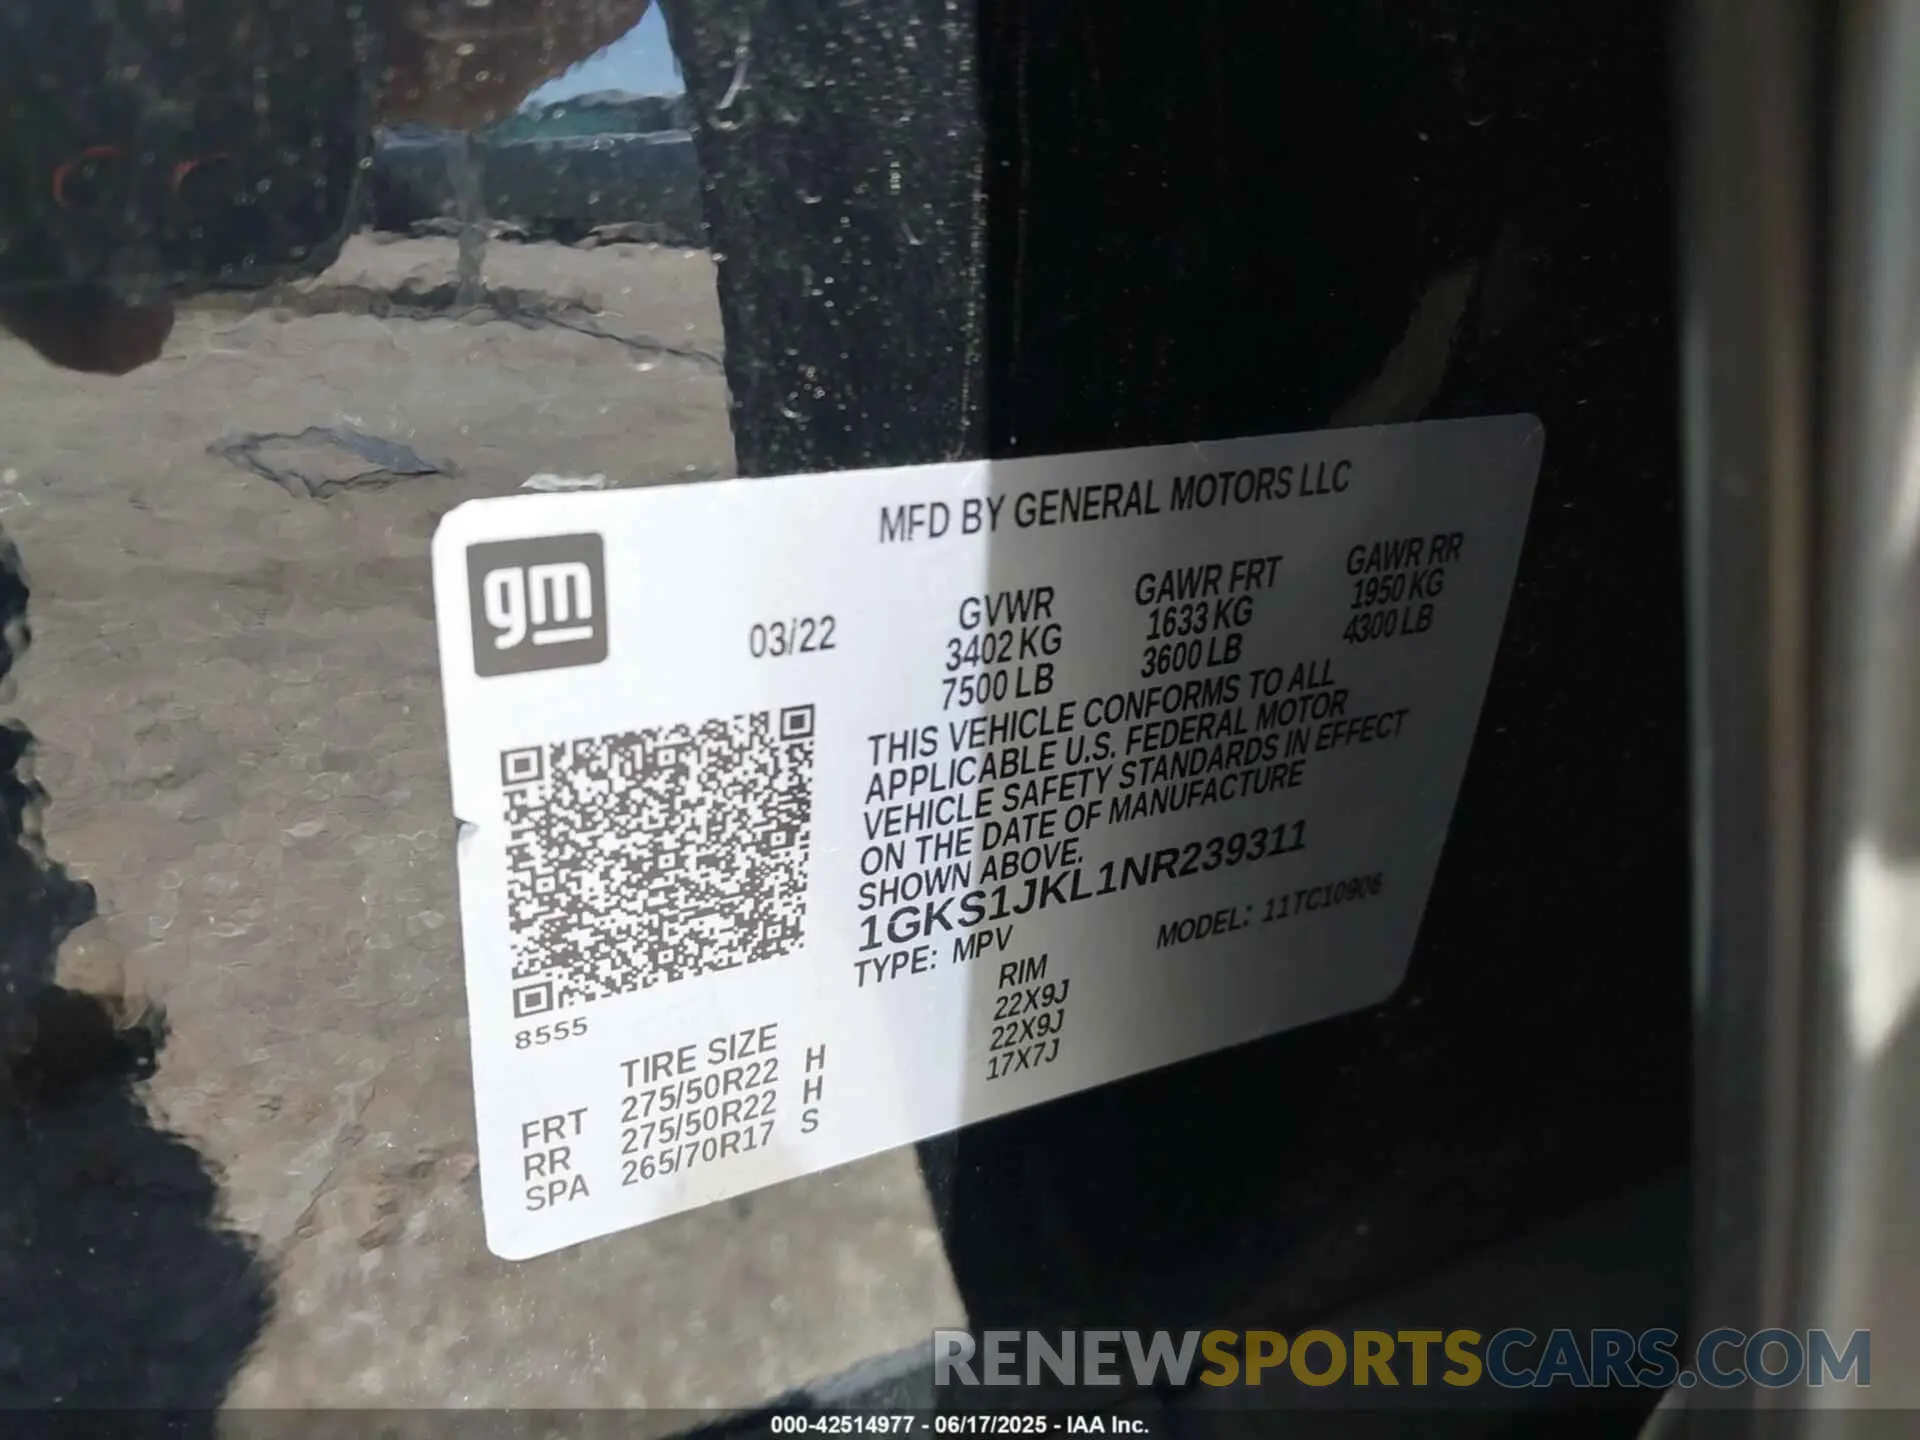 MFD BY GENERAL MOTORS LLC
gm
03/22
GVWR GAWR FRT GAWR RR
3402 KG 1633 KG 1950 KG
7500 LB 3600 LB 4300 LB
THIS VEHICLE CONFORMS TO ALL
APPLICABLE U.S. FEDERAL MOTOR
VEHICLE SAFETY STANDARDS IN EFFECT
ON THE DATE OF MANUFACTURE
SHOWN ABOVE.
1GKS1JKL1NR239311
TYPE: MPV MODEL: 11TC10906
8555
TIRE SIZE RIM
FRT 275/50R22 H 22X9J
RR 275/50R22 H 22X9J
SPA 265/70R17 S 17X7J
RENEWSPORTSCARS.COM
000-42514977 - 06/17/2025 - IAA Inc.